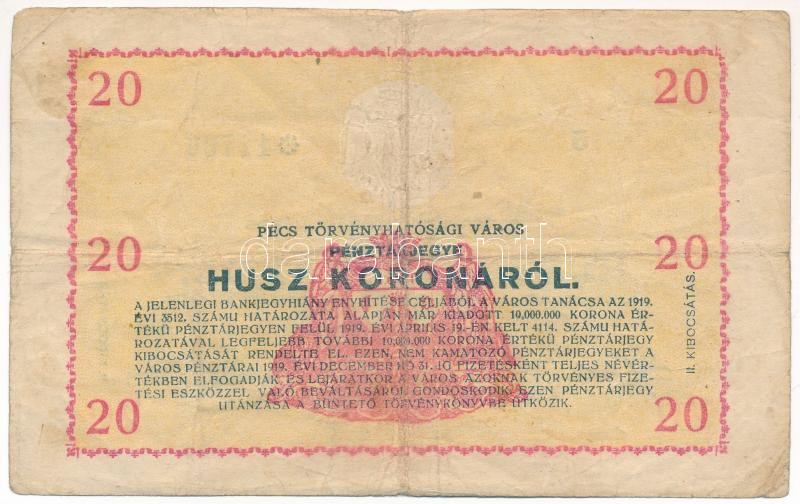 20 20
PÉCS TÖRVÉNYHATÓSÁGI VÁROS
PÉNZTÁRJEGYE
20 HUSZ KORONÁRÓL. 20
A JELENLEGI BANKJEGYHIÁNY ENYHITÉSE CÉLJÁBÓL A VÁROS TANÁCSA AZ 1919.
ÉVI 3512. SZÁMU HATÁROZATA ALAPJÁN MÁR KIADOTT 10,000.000 KORONA ÉR-
TÉKÜ PÉNZTÁRJEGYEN FELÜL 1919. ÉVI ÁPRILIS 19.-ÉN KELT 4114. SZÁMU HATÁ-
ROZATÁVAL LEGFELJEBB TOVÁBBI 10,000.000 KORONA ÉRTÉKÜ PÉNZTÁRJEGY
KIBOCSÁTÁSÁT RENDELTE EL. EZEN, NEM KAMATOZÓ PÉNZTÁRJEGYEKET A
VÁROS PÉNZTÁRAI 1919. ÉVI DECEMBER HÓ 31.-IG FIZETÉSKÉNT TELJES NÉVÉR-
TÉKBEN ELFOGADJÁK, ÉS LEJÁRATKOR A VÁROS AZOKNAK TÖRVÉNYES FIZE-
TÉSI ESZKÖZZEL VALÓ BEVÁLTÁSÁRÓL GONDOSKODIK. EZEN PÉNZTÁRJEGY
UTÁNZÁSA A BÜNTETŐ TÖRVÉNYKÖNYVBE ÜTKÖZIK.
II. KIBOCSÁTÁS.
20 20
darabanth